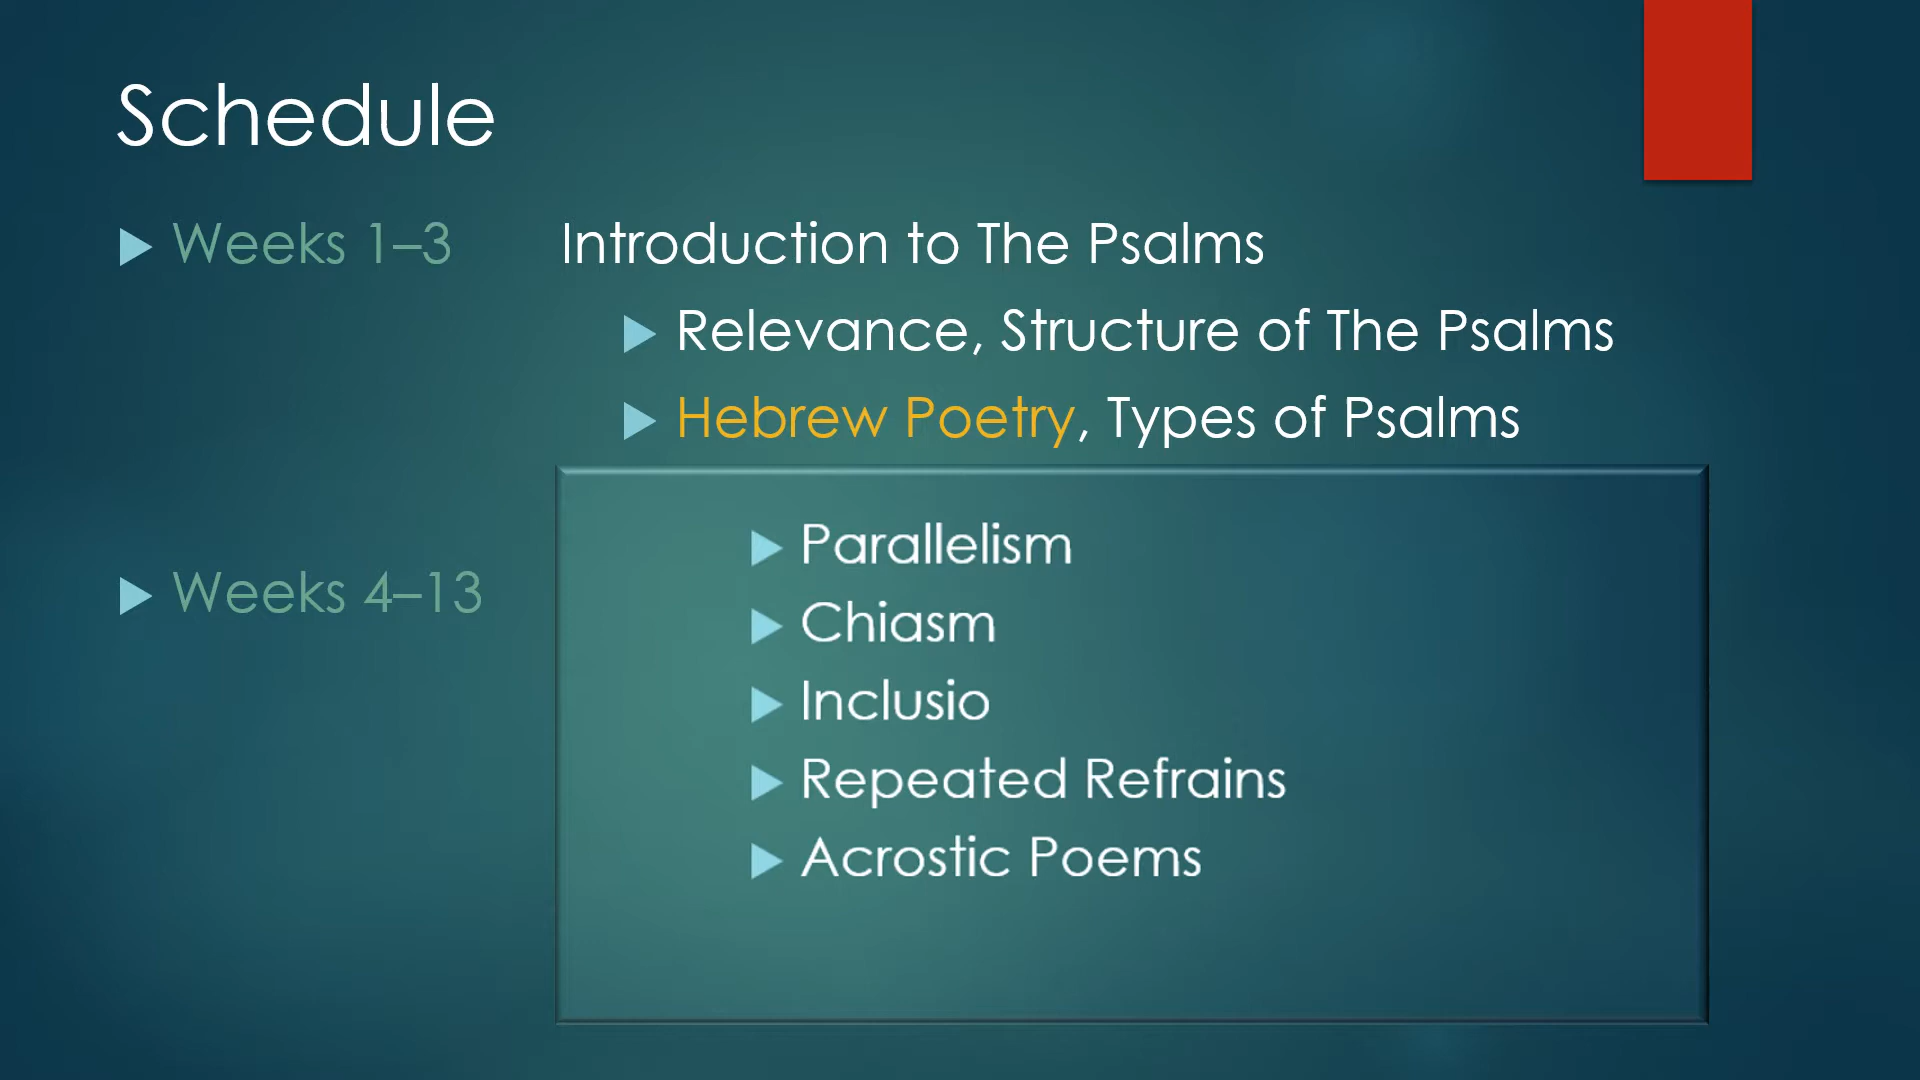 Schedule
Weeks 1–3 Introduction to The Psalms
Relevance, Structure of The Psalms
Hebrew Poetry, Types of Psalms
Parallelism
Weeks 4–13
Chiasm
Inclusio
Repeated Refrains
Acrostic Poems